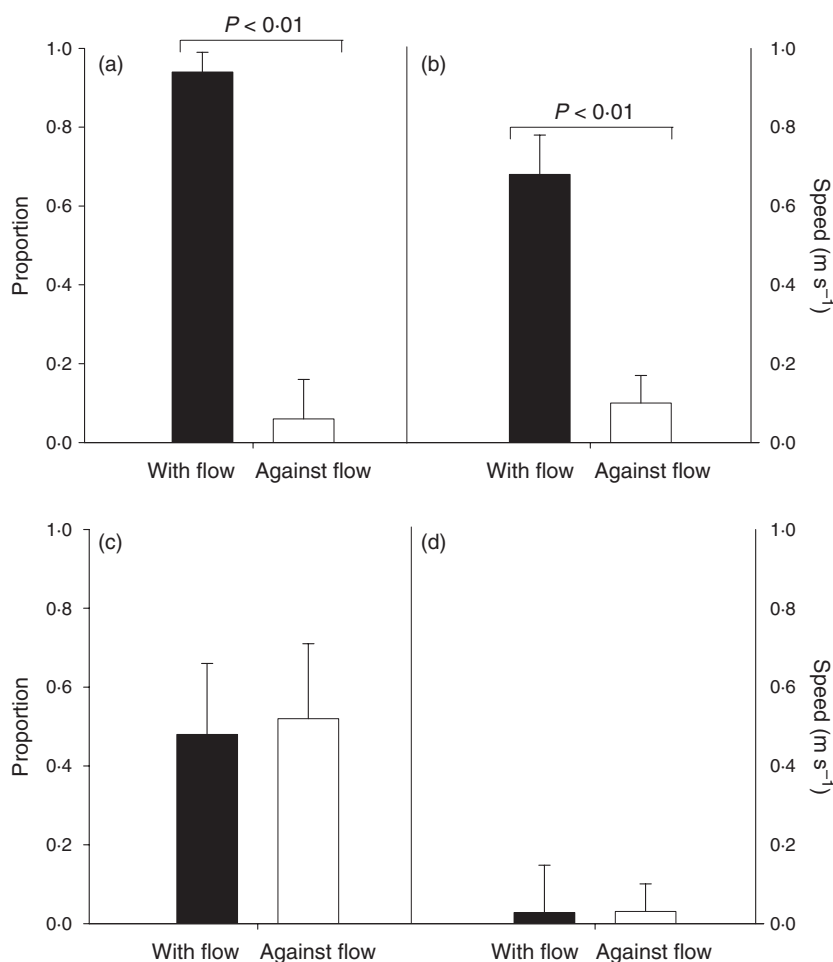 P < 0·01
1·0 (a) (b) 1·0
P < 0·01
0·8 0·8
0·6 0·6
0·4 0·4
0·2 0·2
0·0 0·0
Proportion
Speed (m s⁻¹)
With flow Against flow With flow Against flow
1·0 (c) (d) 1·0
0·8 0·8
0·6 0·6
0·4 0·4
0·2 0·2
0·0 0·0
Proportion
Speed (m s⁻¹)
With flow Against flow With flow Against flow